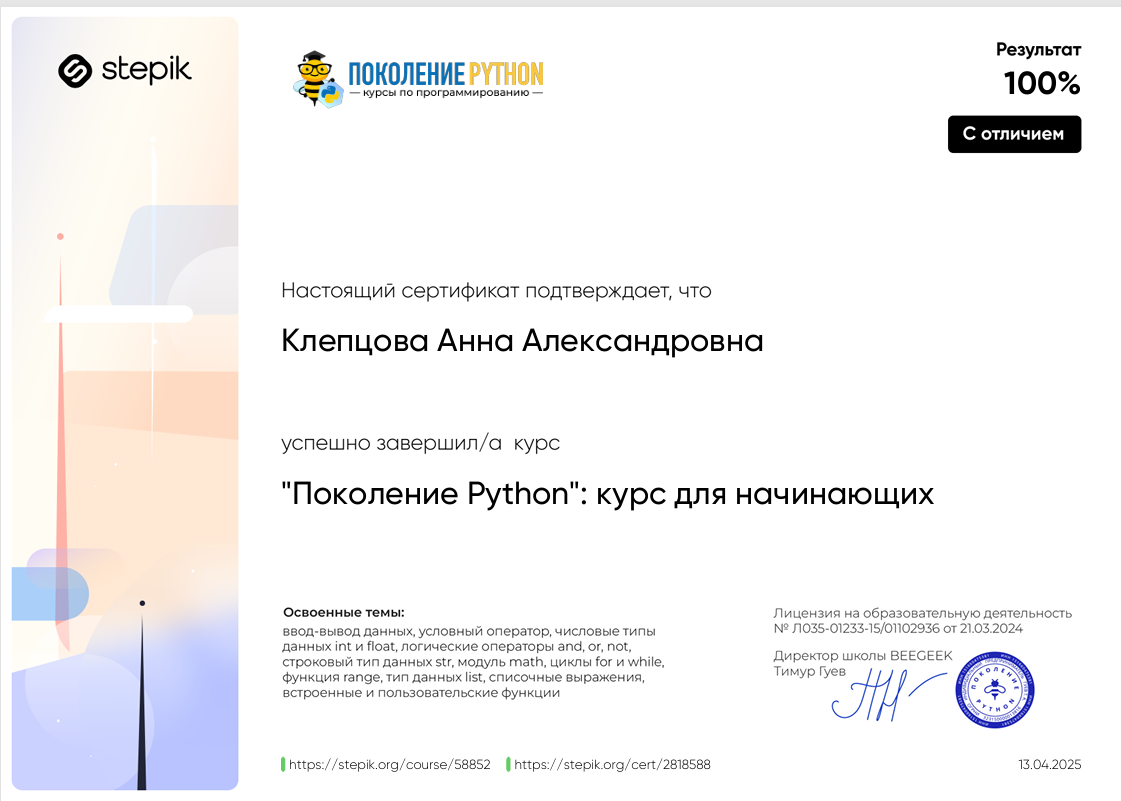 stepik
ПОКОЛЕНИЕ PYTHON
— курсы по программированию —
Результат
100%
С отличием
Настоящий сертификат подтверждает, что
Клепцова Анна Александровна
успешно завершил/а  курс
"Поколение Python": курс для начинающих
Освоенные темы:
ввод-вывод данных, условный оператор, числовые типы
данных int и float, логические операторы and, or, not,
строковый тип данных str, модуль math, циклы for и while,
функция range, тип данных list, списочные выражения,
встроенные и пользовательские функции
Лицензия на образовательную деятельность
№ Л035-01233-15/01102936 от 21.03.2024
Директор школы BEEGEEK
Тимур Гуев
ПОКОЛЕНИЕ
PYTHON
https://stepik.org/course/58852
https://stepik.org/cert/2818588
13.04.2025